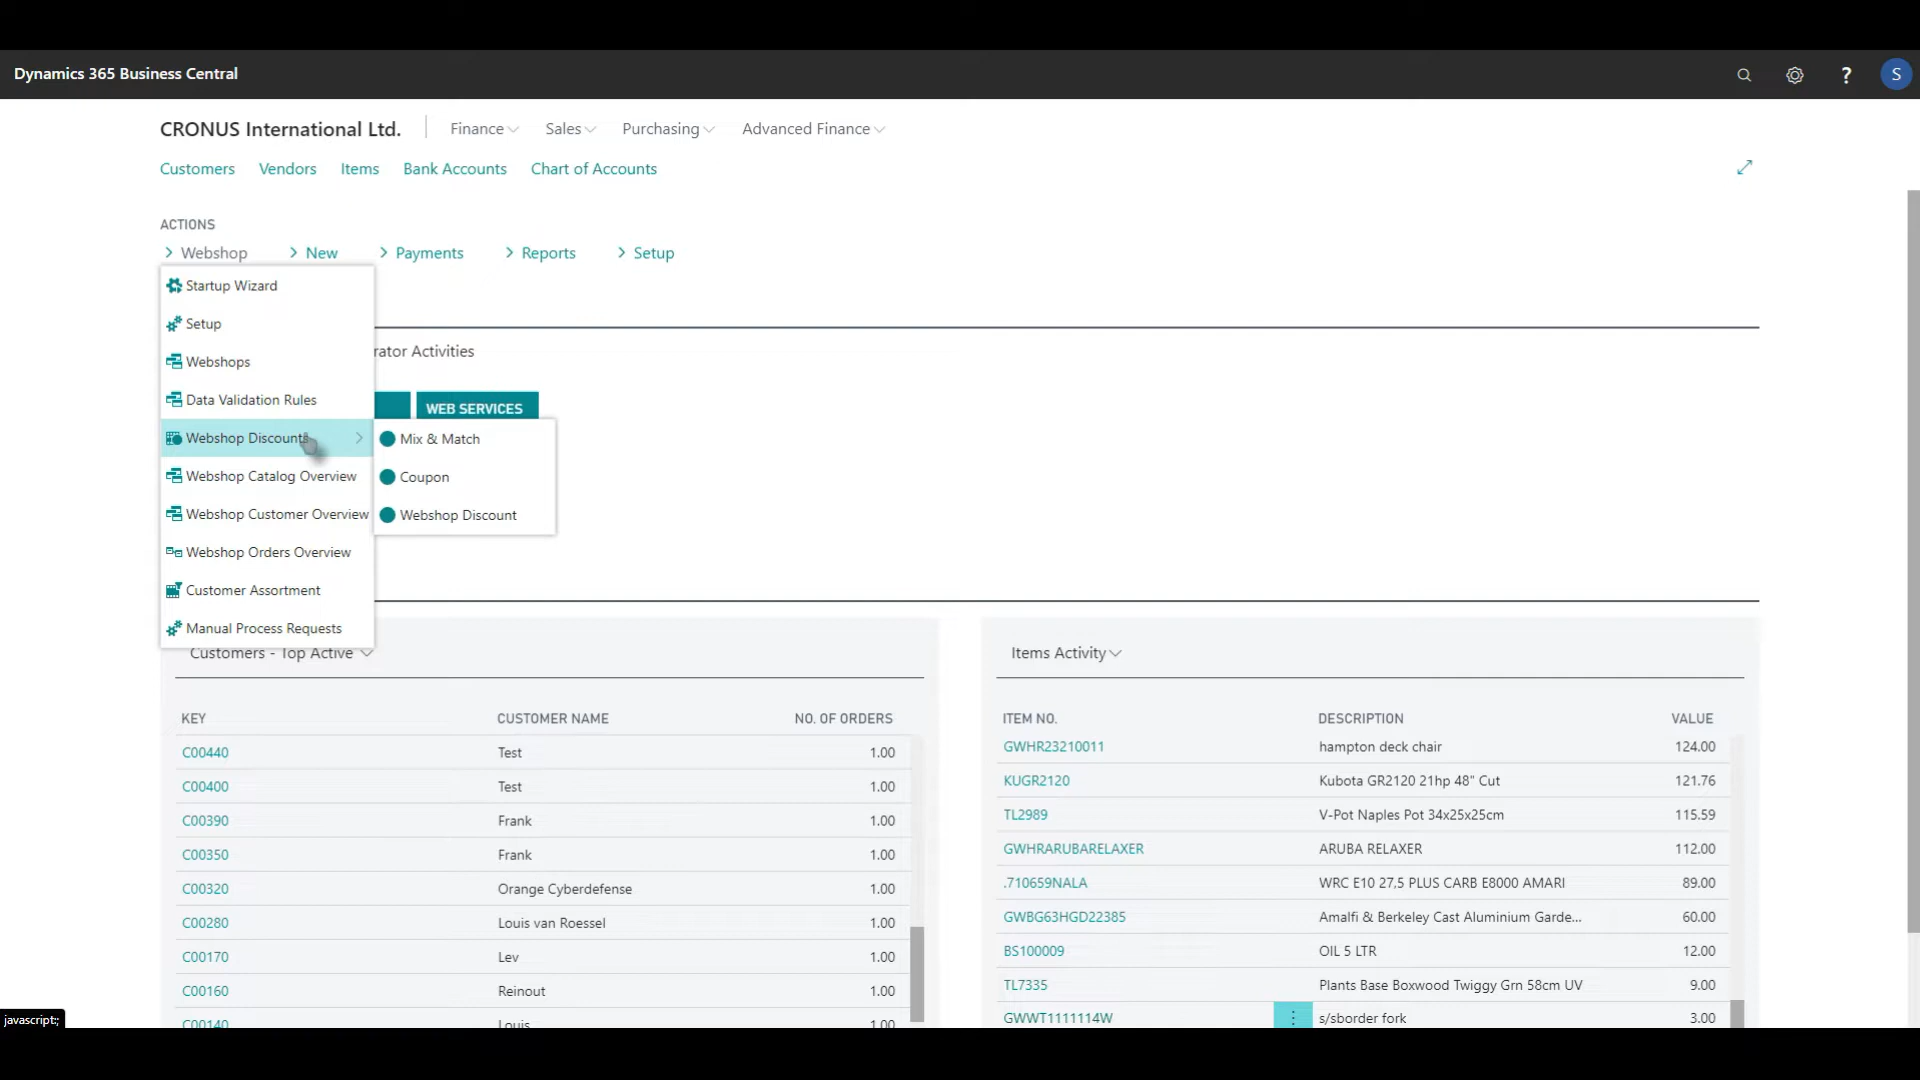 Dynamics 365 Business Central
?
S
CRONUS International Ltd.
Finance
Sales
Purchasing
Advanced Finance
Customers
Vendors
Items
Bank Accounts
Chart of Accounts
ACTIONS
Webshop
New
Payments
Reports
Setup
Startup Wizard
Setup
Webshops
rator Activities
Data Validation Rules
WEB SERVICES
Webshop Discounts
Mix & Match
Webshop Catalog Overview
Coupon
Webshop Customer Overview
Webshop Discount
Webshop Orders Overview
Customer Assortment
Manual Process Requests
Customers - Top Active
Items Activity
KEY CUSTOMER NAME NO. OF ORDERS
C00440 Test 1.00
C00400 Test 1.00
C00390 Frank 1.00
C00350 Frank 1.00
C00320 Orange Cyberdefense 1.00
C00280 Louis van Roessel 1.00
C00170 Lev 1.00
C00160 Reinout 1.00
C00140 Louis 1.00
ITEM NO. DESCRIPTION VALUE
GWHR23210011 hampton deck chair 124.00
KUGR2120 Kubota GR2120 21hp 48" Cut 121.76
TL2989 V-Pot Naples Pot 34x25x25cm 115.59
GWHRARUBARELAXER ARUBA RELAXER 112.00
.710659NALA WRC E10 27,5 PLUS CARB E8000 AMARI 89.00
GWBG63HGD22385 Amalfi & Berkeley Cast Aluminium Garde... 60.00
BS100009 OIL 5 LTR 12.00
TL7335 Plants Base Boxwood Twiggy Grn 58cm UV 9.00
GWWT1111114W s/sborder fork 3.00
javascript:;